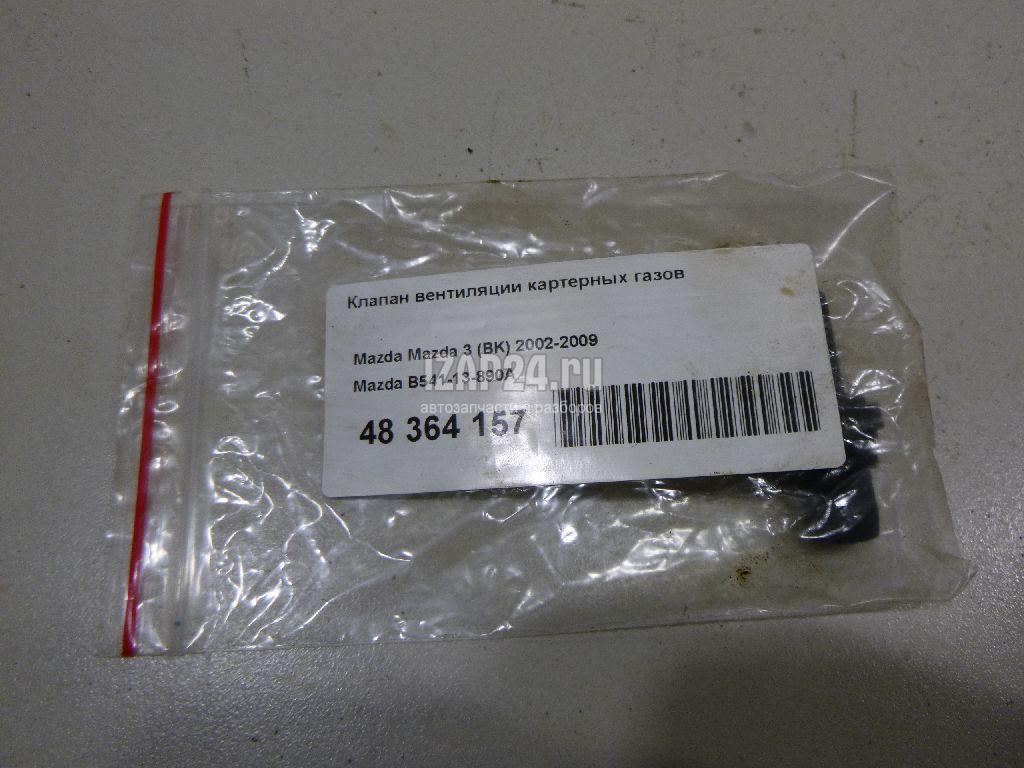 Клапан вентиляции картерных газов
Mazda Mazda 3 (BK) 2002-2009
Mazda B541-13-890A
IZAP24.ru
автозапчасти с разборов
48 364 157